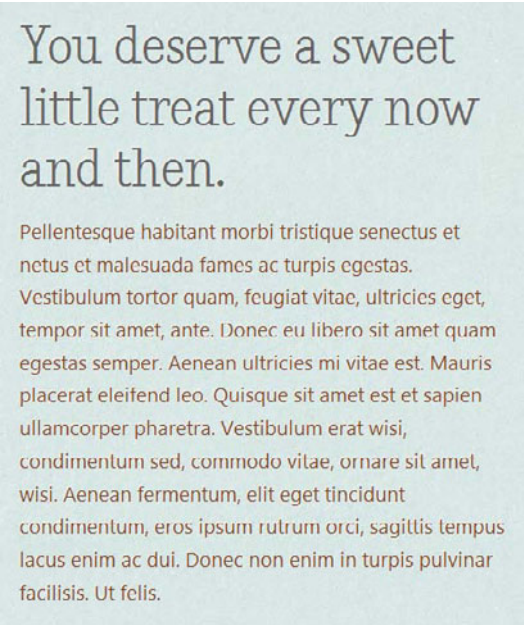 You deserve a sweet
little treat every now
and then.
Pellentesque habitant morbi tristique senectus et
netus et malesuada fames ac turpis egestas.
Vestibulum tortor quam, feugiat vitae, ultricies eget,
tempor sit amet, ante. Donec eu libero sit amet quam
egestas semper. Aenean ultricies mi vitae est. Mauris
placerat eleifend leo. Quisque sit amet est et sapien
ullamcorper pharetra. Vestibulum erat wisi,
condimentum sed, commodo vitae, ornare sit amet,
wisi. Aenean fermentum, elit eget tincidunt
condimentum, eros ipsum rutrum orci, sagittis tempus
lacus enim ac dui. Donec non enim in turpis pulvinar
facilisis. Ut felis.